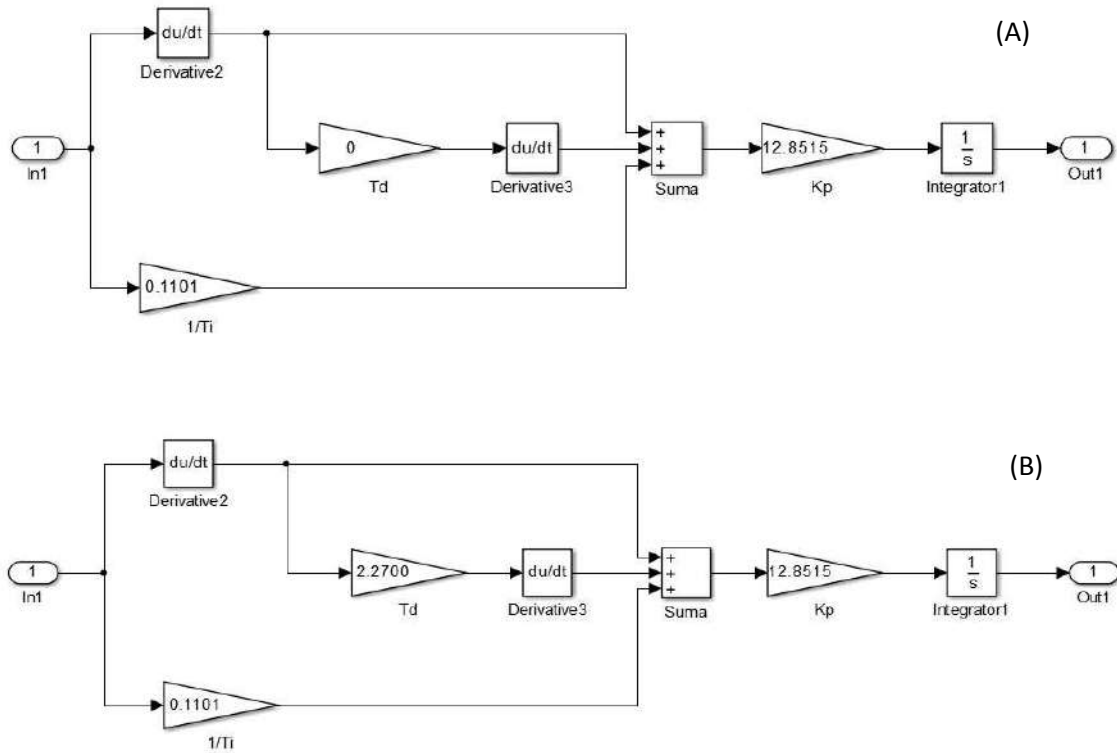 (A)
du/dt
Derivative2
1
In1
0
Td
du/dt
Derivative3
+
+
+
Suma
12.8515
Kp
1
s
Integrator1
1
Out1
0.1101
1/Ti
(B)
du/dt
Derivative2
1
In1
2.2700
Td
du/dt
Derivative3
+
+
+
Suma
12.8515
Kp
1
s
Integrator1
1
Out1
0.1101
1/Ti